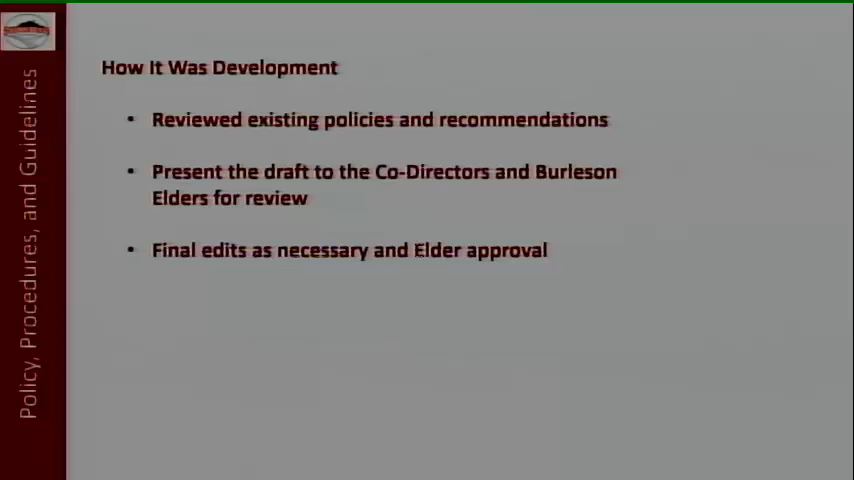 How It Was Development
• Reviewed existing policies and recommendations
• Present the draft to the Co-Directors and Burleson
Elders for review
• Final edits as necessary and Elder approval
Policy, Procedures, and Guidelines